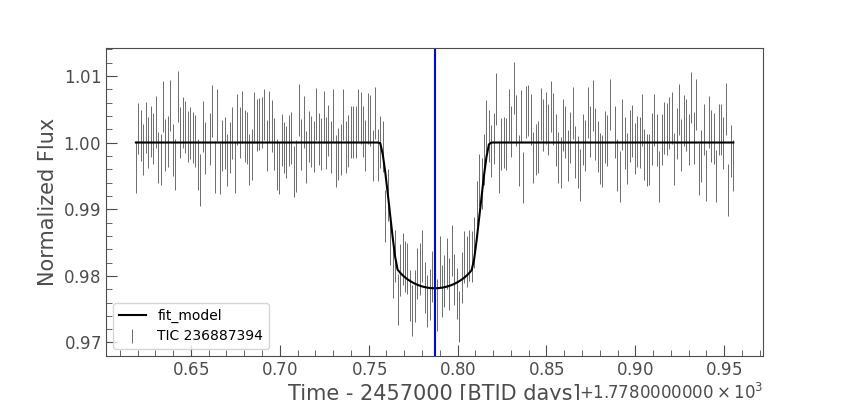 1.01
1.00
0.99
0.98
0.97
Normalized Flux
fit_model
TIC 236887394
0.65 0.70 0.75 0.80 0.85 0.90 0.95
Time - 2457000 [BTJD days]
+1.7780000000 × 10³